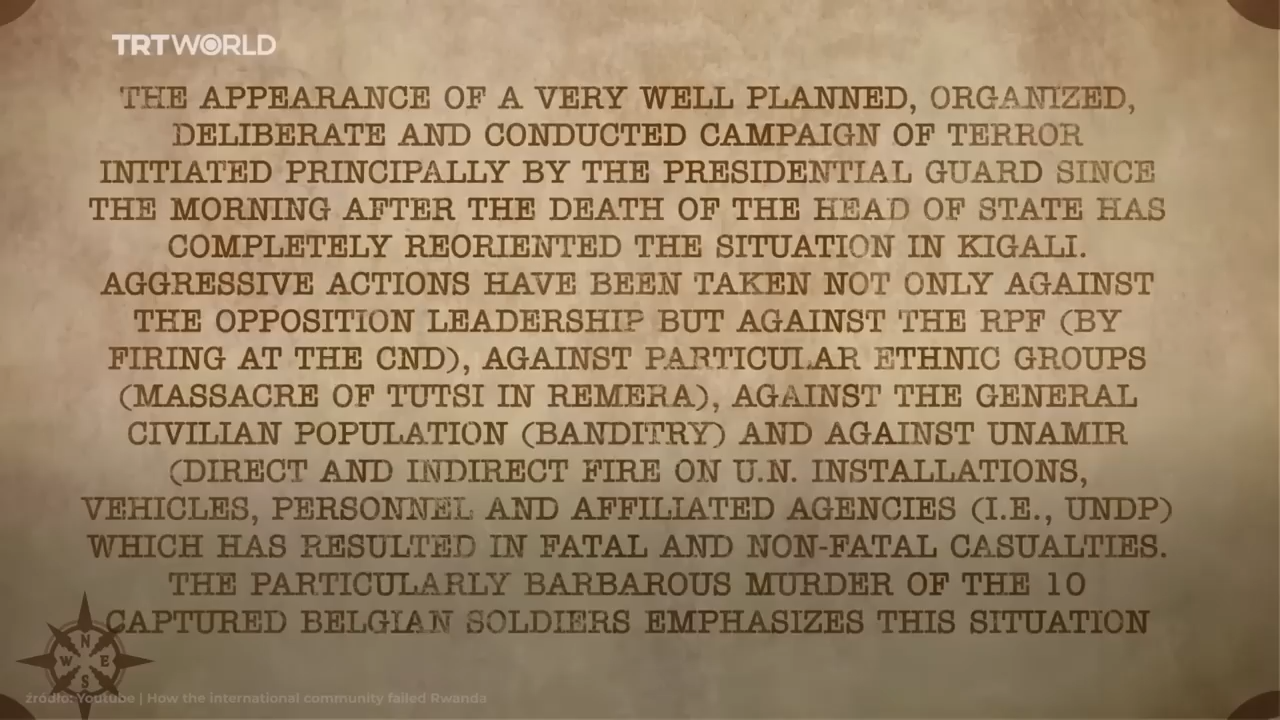 TRT WORLD
THE APPEARANCE OF A VERY WELL PLANNED, ORGANIZED,
DELIBERATE AND CONDUCTED CAMPAIGN OF TERROR
INITIATED PRINCIPALLY BY THE PRESIDENTIAL GUARD SINCE
THE MORNING AFTER THE DEATH OF THE HEAD OF STATE HAS
COMPLETELY REORIENTED THE SITUATION IN KIGALI.
AGGRESSIVE ACTIONS HAVE BEEN TAKEN NOT ONLY AGAINST
THE OPPOSITION LEADERSHIP BUT AGAINST THE RPF (BY
FIRING AT THE CND), AGAINST PARTICULAR ETHNIC GROUPS
(MASSACRE OF TUTSI IN REMERA), AGAINST THE GENERAL
CIVILIAN POPULATION (BANDITRY) AND AGAINST UNAMIR
(DIRECT AND INDIRECT FIRE ON U.N. INSTALLATIONS,
VEHICLES, PERSONNEL AND AFFILIATED AGENCIES (I.E., UNDP)
WHICH HAS RESULTED IN FATAL AND NON-FATAL CASUALTIES.
THE PARTICULARLY BARBAROUS MURDER OF THE 10
CAPTURED BELGIAN SOLDIERS EMPHASIZES THIS SITUATION
N
W E
S
źródło: Youtube | How the international community failed Rwanda